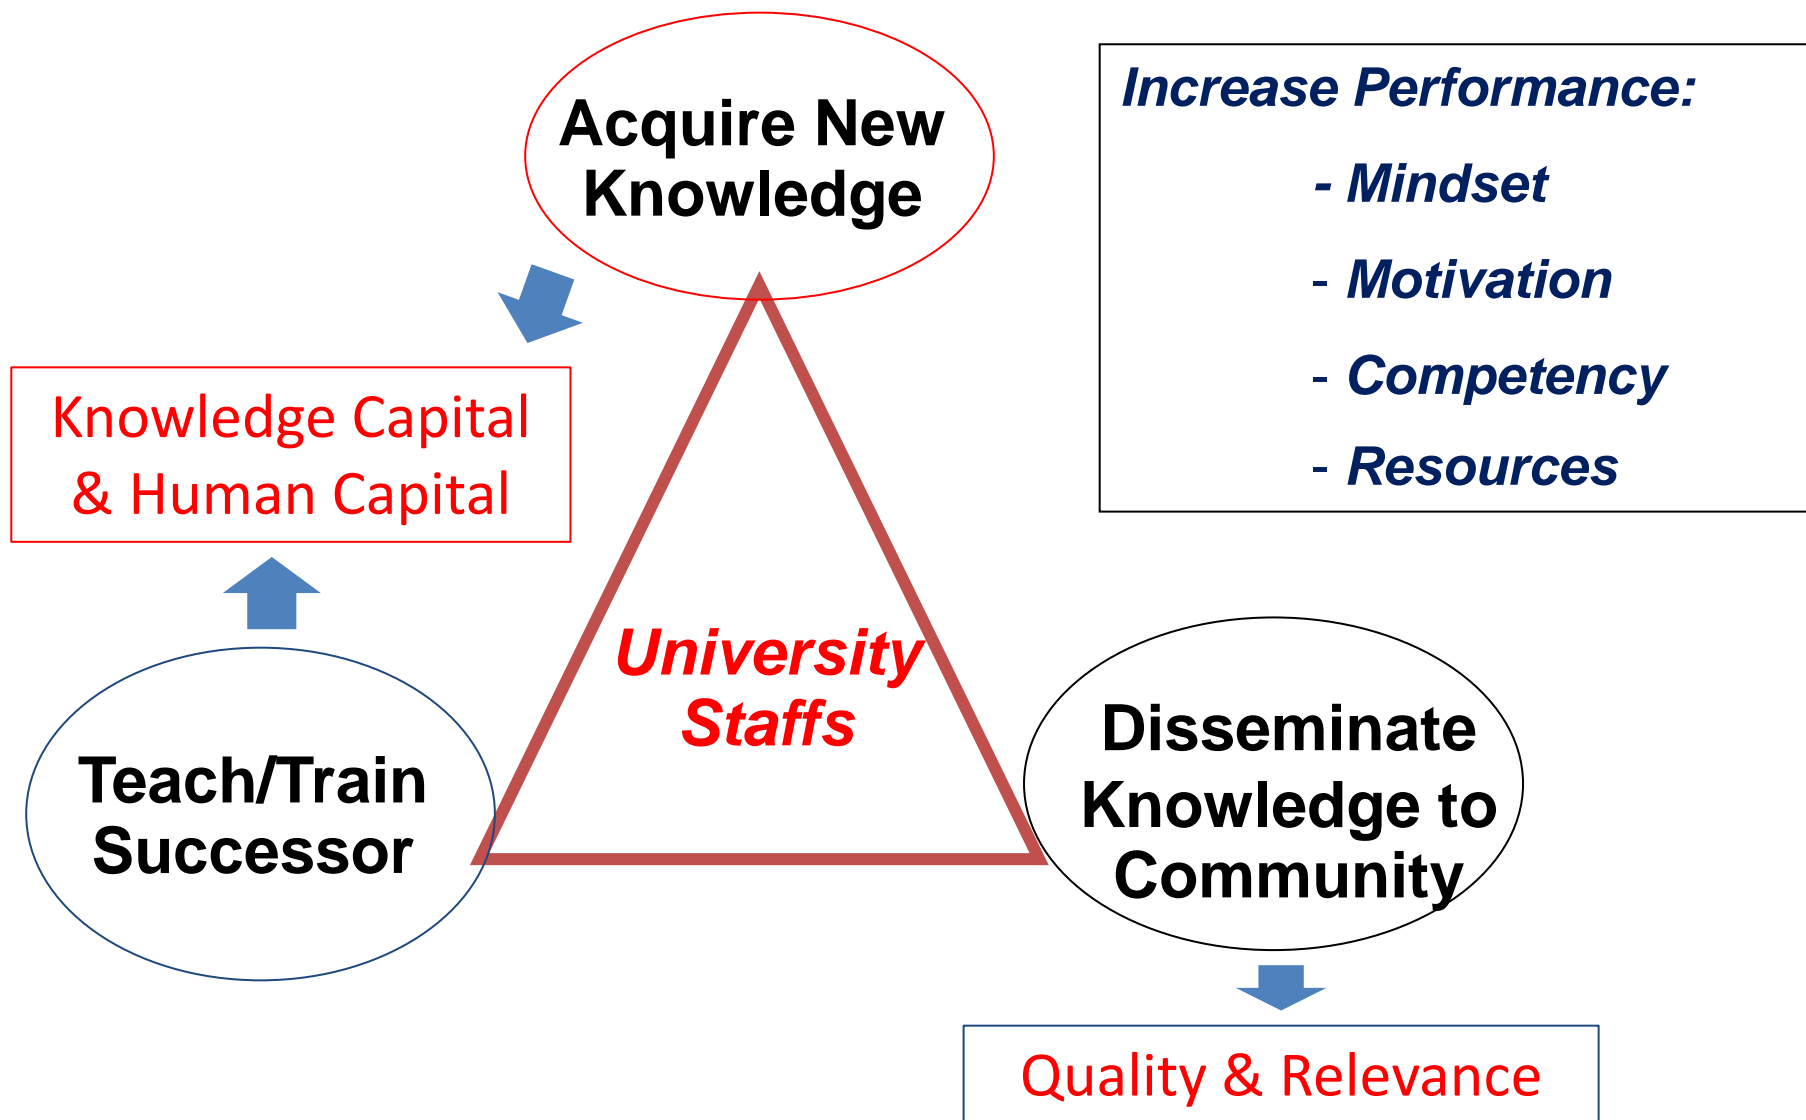 Acquire New
Knowledge
Increase Performance:
- Mindset
- Motivation
- Competency
- Resources
Knowledge Capital
& Human Capital
University
Staffs
Teach/Train
Successor
Disseminate
Knowledge to
Community
Quality & Relevance